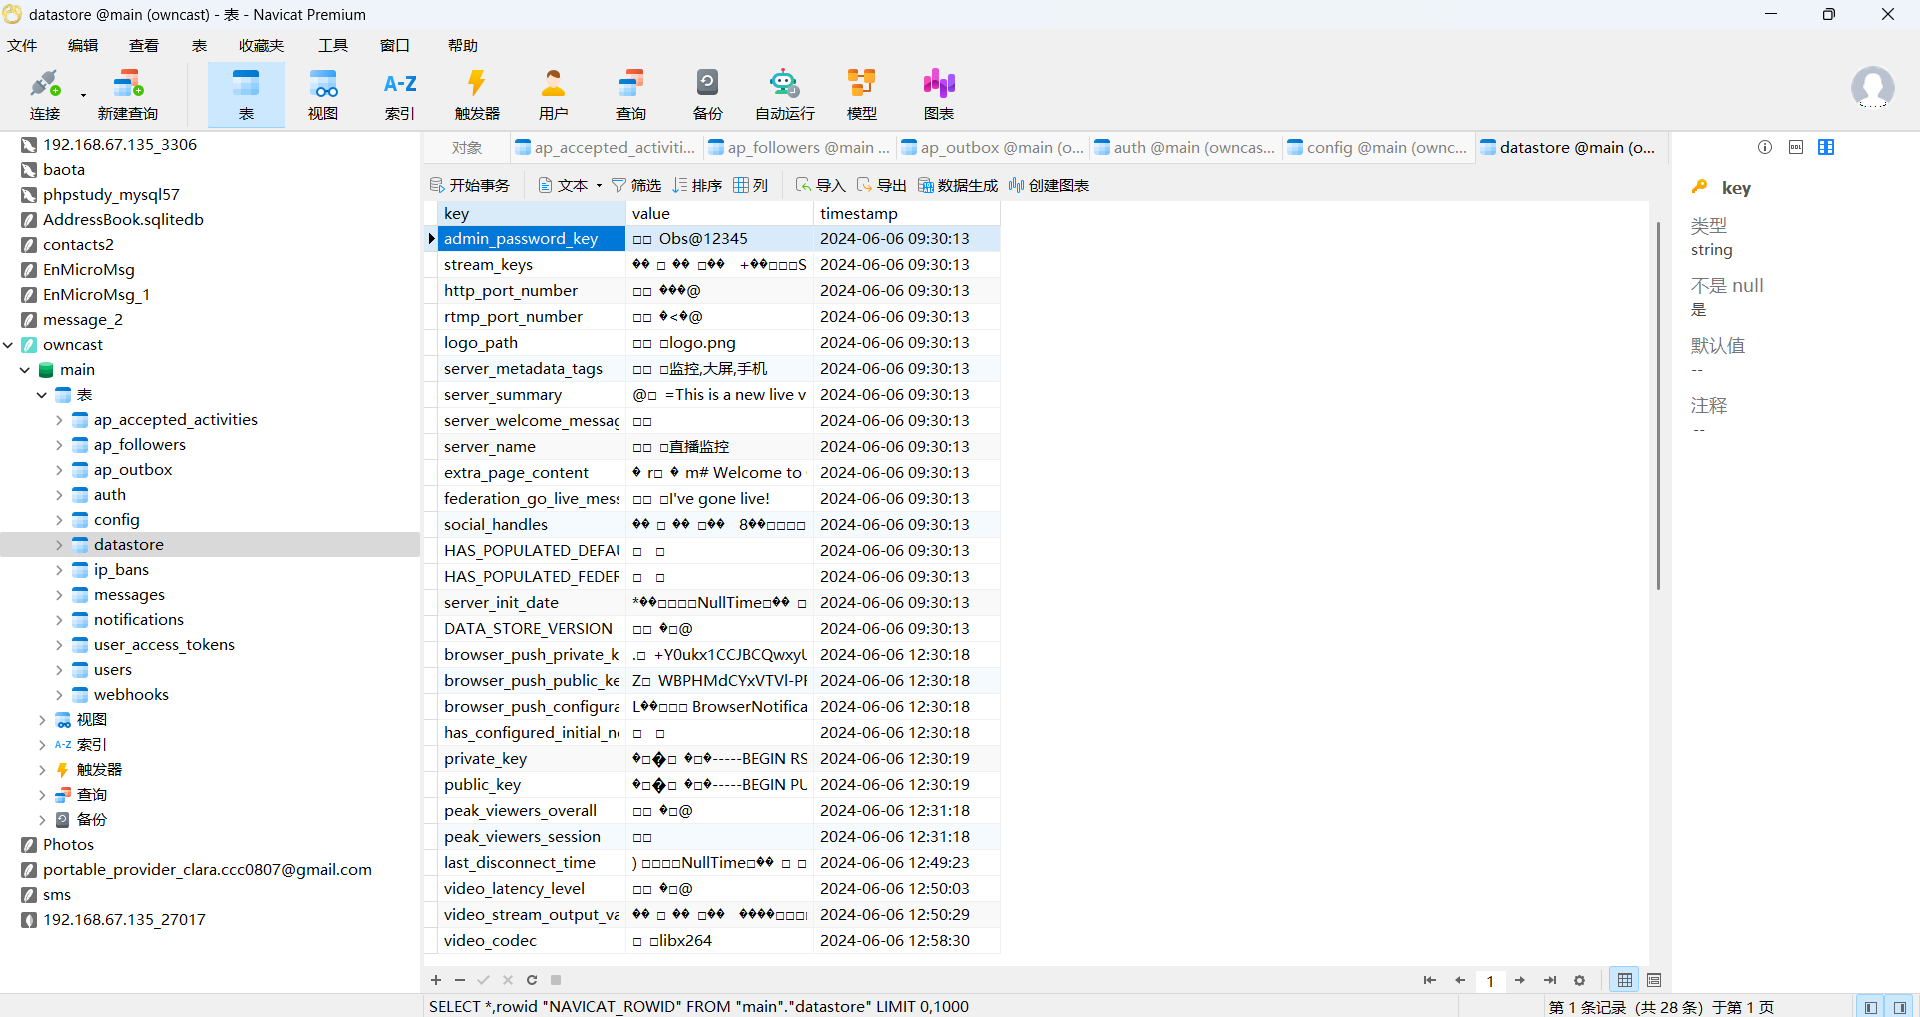 datastore @main (owncast) - 表 - Navicat Premium
文件 编辑 查看 表 收藏夹 工具 窗口 帮助
连接 新建查询 表 视图 A-Z 索引 触发器 用户 查询 备份 自动运行 模型 图表
192.168.67.135_3306
baota
phpstudy_mysql57
AddressBook.sqlitedb
contacts2
EnMicroMsg
EnMicroMsg_1
message_2
owncast
main
表
ap_accepted_activities
ap_followers
ap_outbox
auth
config
datastore
ip_bans
messages
notifications
user_access_tokens
users
webhooks
视图
A-Z 索引
触发器
查询
备份
Photos
portable_provider_clara.ccc0807@gmail.com
sms
192.168.67.135_27017
对象 ap_accepted_activiti... ap_followers @main ... ap_outbox @main (o... auth @main (owncas... config @main (ownc... datastore @main (o...
开始事务 文本 筛选 排序 列 导入 导出 数据生成 创建图表
key value timestamp
admin_password_key □□ Obs@12345 2024-06-06 09:30:13
stream_keys �� □ �� □�� +��□□□S 2024-06-06 09:30:13
http_port_number □□ ���@ 2024-06-06 09:30:13
rtmp_port_number □□ �<�@ 2024-06-06 09:30:13
logo_path □□ □logo.png 2024-06-06 09:30:13
server_metadata_tags □□ □监控,大屏,手机 2024-06-06 09:30:13
server_summary @□ =This is a new live v 2024-06-06 09:30:13
server_welcome_messag □□ 2024-06-06 09:30:13
server_name □□ □直播监控 2024-06-06 09:30:13
extra_page_content � r□ � m# Welcome to 2024-06-06 09:30:13
federation_go_live_mess □□ □I've gone live! 2024-06-06 09:30:13
social_handles �� □ �� □�� 8��□□□□ 2024-06-06 09:30:13
HAS_POPULATED_DEFAU □ □ 2024-06-06 09:30:13
HAS_POPULATED_FEDER □ □ 2024-06-06 09:30:13
server_init_date *��□□□□NullTime□�� □ 2024-06-06 09:30:13
DATA_STORE_VERSION □□ �□@ 2024-06-06 09:30:13
browser_push_private_k .□ +Y0ukx1CCJBCQwxyU 2024-06-06 12:30:18
browser_push_public_ke Z□ WBPHMdCYxVTVl-PF 2024-06-06 12:30:18
browser_push_configura L��□□□ BrowserNotifica 2024-06-06 12:30:18
has_configured_initial_no □ □ 2024-06-06 12:30:18
private_key �□�□ �□�-----BEGIN RS 2024-06-06 12:30:19
public_key �□�□ �□�-----BEGIN PU 2024-06-06 12:30:19
peak_viewers_overall □□ �□@ 2024-06-06 12:31:18
peak_viewers_session □□ 2024-06-06 12:31:18
last_disconnect_time ) □□□□NullTime□�� □ □ 2024-06-06 12:49:23
video_latency_level □□ �□@ 2024-06-06 12:50:03
video_stream_output_va �� □ �� □�� ����□□□ 2024-06-06 12:50:29
video_codec □ □libx264 2024-06-06 12:58:30
1
SELECT *,rowid "NAVICAT_ROWID" FROM "main"."datastore" LIMIT 0,1000
第 1 条记录 (共 28 条) 于第 1 页
DDL
key
类型
string
不是 null
是
默认值
--
注释
--